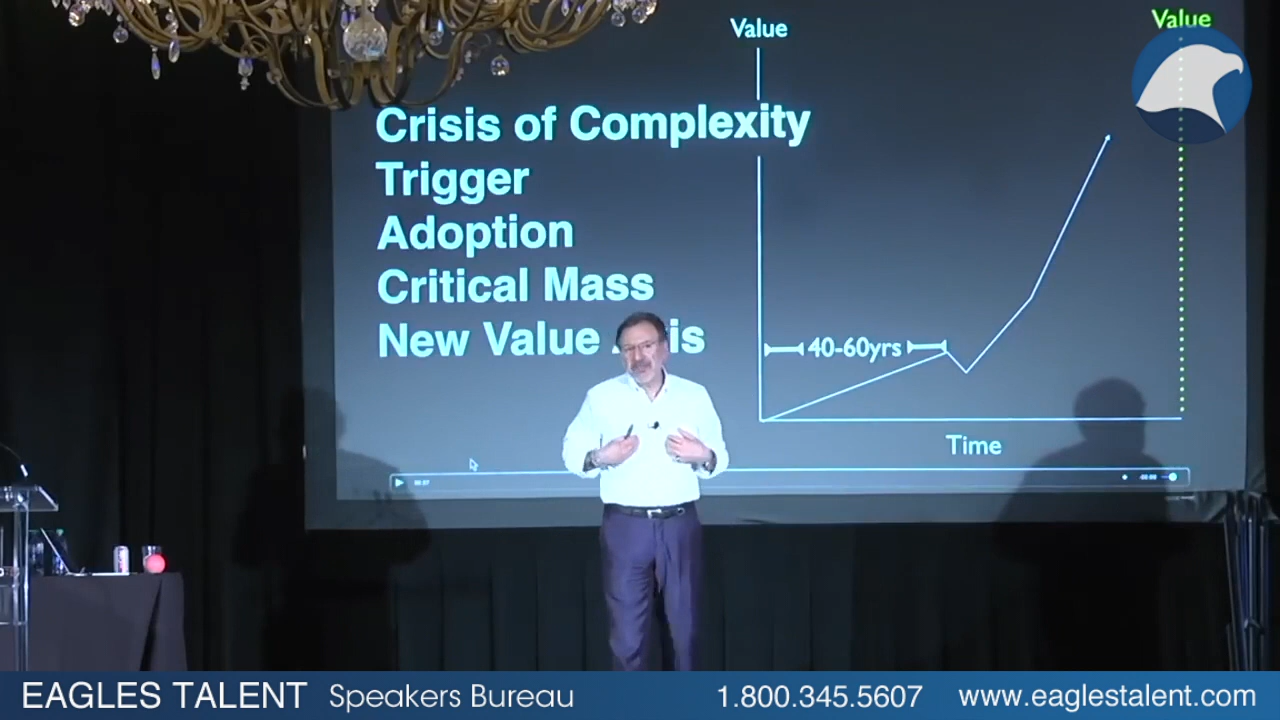 Value
Value
Crisis of Complexity
Trigger
Adoption
Critical Mass
New Value
40-60yrs
Time
EAGLES TALENT Speakers Bureau 1.800.345.5607 www.eaglestalent.com